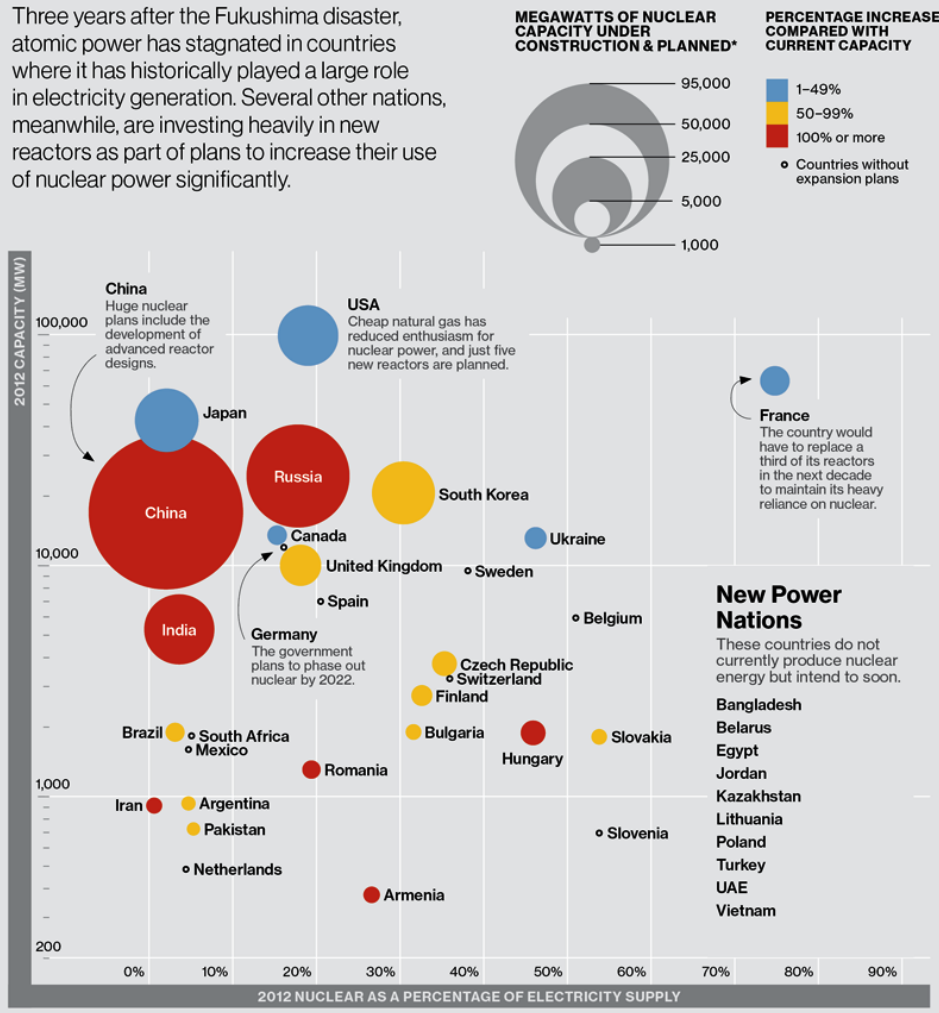 Three years after the Fukushima disaster,
atomic power has stagnated in countries
where it has historically played a large role
in electricity generation. Several other nations,
meanwhile, are investing heavily in new
reactors as part of plans to increase their use
of nuclear power significantly.
MEGAWATTS OF NUCLEAR
CAPACITY UNDER
CONSTRUCTION & PLANNED*
95,000
50,000
25,000
5,000
1,000
PERCENTAGE INCREASE
COMPARED WITH
CURRENT CAPACITY
1–49%
50–99%
100% or more
Countries without
expansion plans
2012 CAPACITY (MW)
100,000
10,000
1,000
200
China
Huge nuclear
plans include the
development of
advanced reactor
designs.
USA
Cheap natural gas has
reduced enthusiasm for
nuclear power, and just five
new reactors are planned.
Japan
France
The country would
have to replace a
third of its reactors
in the next decade
to maintain its heavy
reliance on nuclear.
Russia
South Korea
China
Canada
Ukraine
United Kingdom
Sweden
Spain
Belgium
India
Germany
The government
plans to phase out
nuclear by 2022.
Czech Republic
Switzerland
Finland
Brazil
South Africa
Mexico
Bulgaria
Hungary
Slovakia
Romania
Iran
Argentina
Pakistan
Slovenia
Netherlands
Armenia
New Power
Nations
These countries do not
currently produce nuclear
energy but intend to soon.
Bangladesh
Belarus
Egypt
Jordan
Kazakhstan
Lithuania
Poland
Turkey
UAE
Vietnam
0%
10%
20%
30%
40%
50%
60%
70%
80%
90%
2012 NUCLEAR AS A PERCENTAGE OF ELECTRICITY SUPPLY